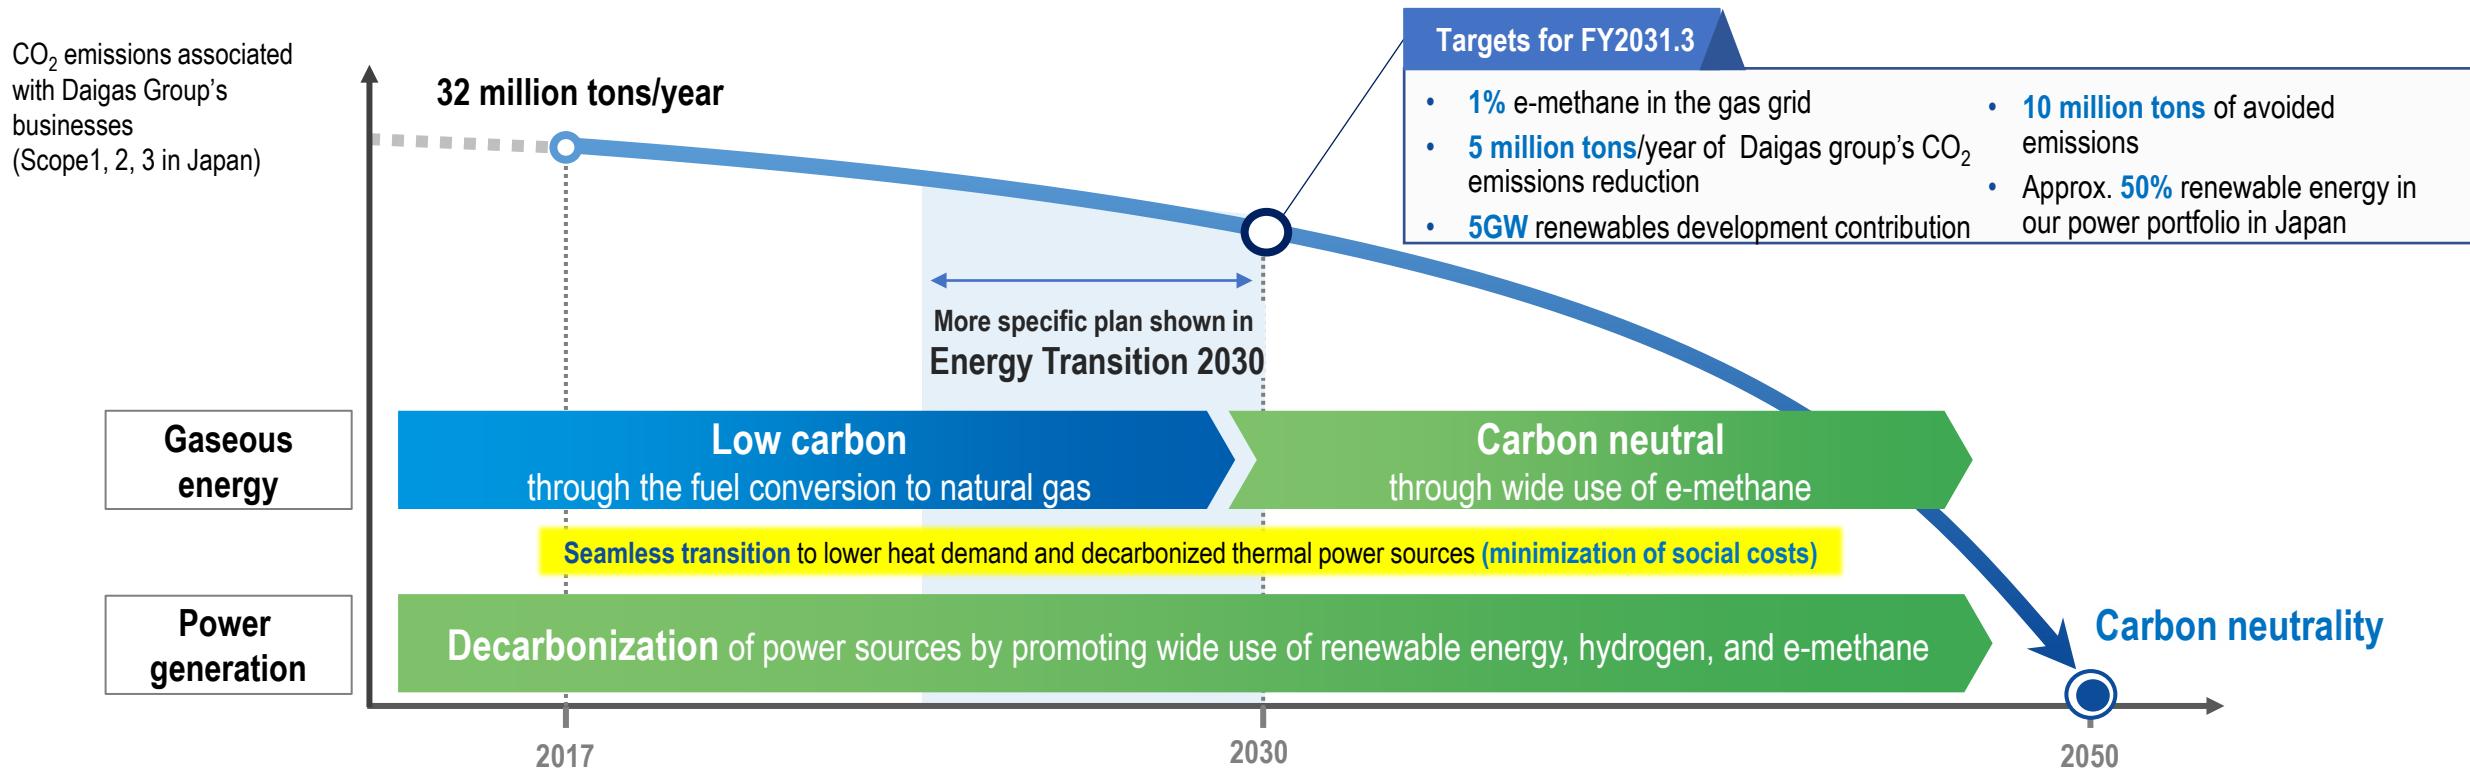 CO₂ emissions associated
with Daigas Group's
businesses
(Scope1, 2, 3 in Japan)
32 million tons/year
Targets for FY2031.3
• 1% e-methane in the gas grid
• 5 million tons/year of Daigas group's CO₂
emissions reduction
• 5GW renewables development contribution
• 10 million tons of avoided
emissions
• Approx. 50% renewable energy in
our power portfolio in Japan
More specific plan shown in
Energy Transition 2030
Gaseous
energy
Low carbon
through the fuel conversion to natural gas
Carbon neutral
through wide use of e-methane
Seamless transition to lower heat demand and decarbonized thermal power sources (minimization of social costs)
Power
generation
Decarbonization of power sources by promoting wide use of renewable energy, hydrogen, and e-methane
Carbon neutrality
2017
2030
2050